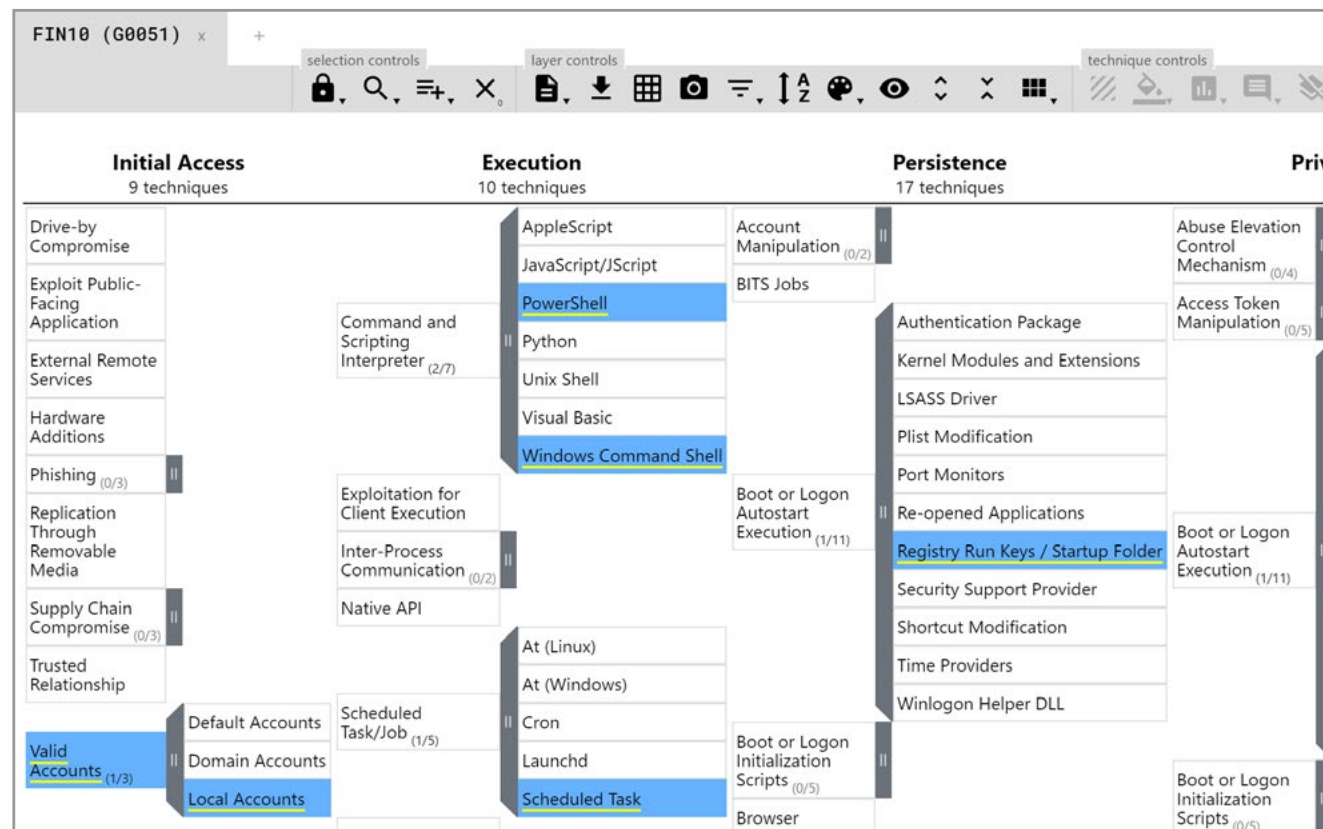 FIN10 (G0051) x +
selection controls
layer controls
technique controls
Initial Access
9 techniques
Drive-by
Compromise
Exploit Public-
Facing
Application
External Remote
Services
Hardware
Additions
Phishing (0/3)
Replication
Through
Removable
Media
Supply Chain
Compromise (0/3)
Trusted
Relationship
Valid
Accounts (1/3)
Default Accounts
Domain Accounts
Local Accounts
Execution
10 techniques
Command and
Scripting
Interpreter (2/7)
AppleScript
JavaScript/JScript
PowerShell
Python
Unix Shell
Visual Basic
Windows Command Shell
Exploitation for
Client Execution
Inter-Process
Communication (0/2)
Native API
Scheduled
Task/Job (1/5)
At (Linux)
At (Windows)
Cron
Launchd
Scheduled Task
Persistence
17 techniques
Account
Manipulation (0/2)
BITS Jobs
Boot or Logon
Autostart
Execution (1/11)
Authentication Package
Kernel Modules and Extensions
LSASS Driver
Plist Modification
Port Monitors
Re-opened Applications
Registry Run Keys / Startup Folder
Security Support Provider
Shortcut Modification
Time Providers
Winlogon Helper DLL
Boot or Logon
Initialization
Scripts (0/5)
Browser
Abuse Elevation
Control
Mechanism (0/4)
Access Token
Manipulation (0/5)
Boot or Logon
Autostart
Execution (1/11)
Boot or Logon
Initialization
Scripts (0/5)